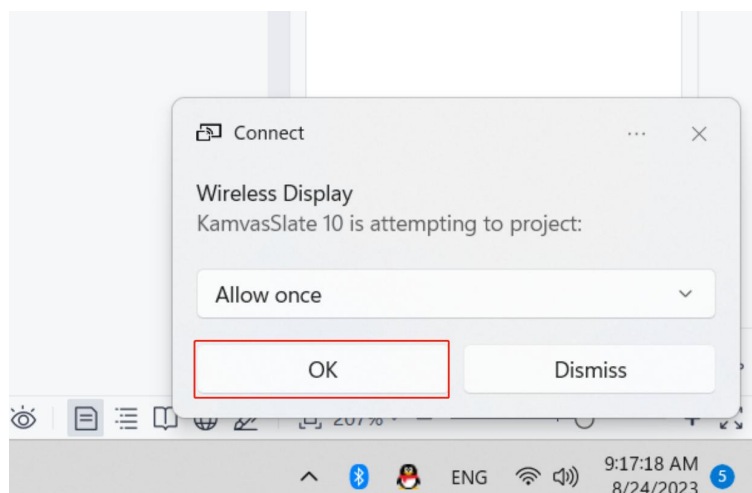 Connect
Wireless Display
KamvasSlate 10 is attempting to project:
Allow once
OK
Dismiss
207%
ENG
9:17:18 AM
8/24/2023
5